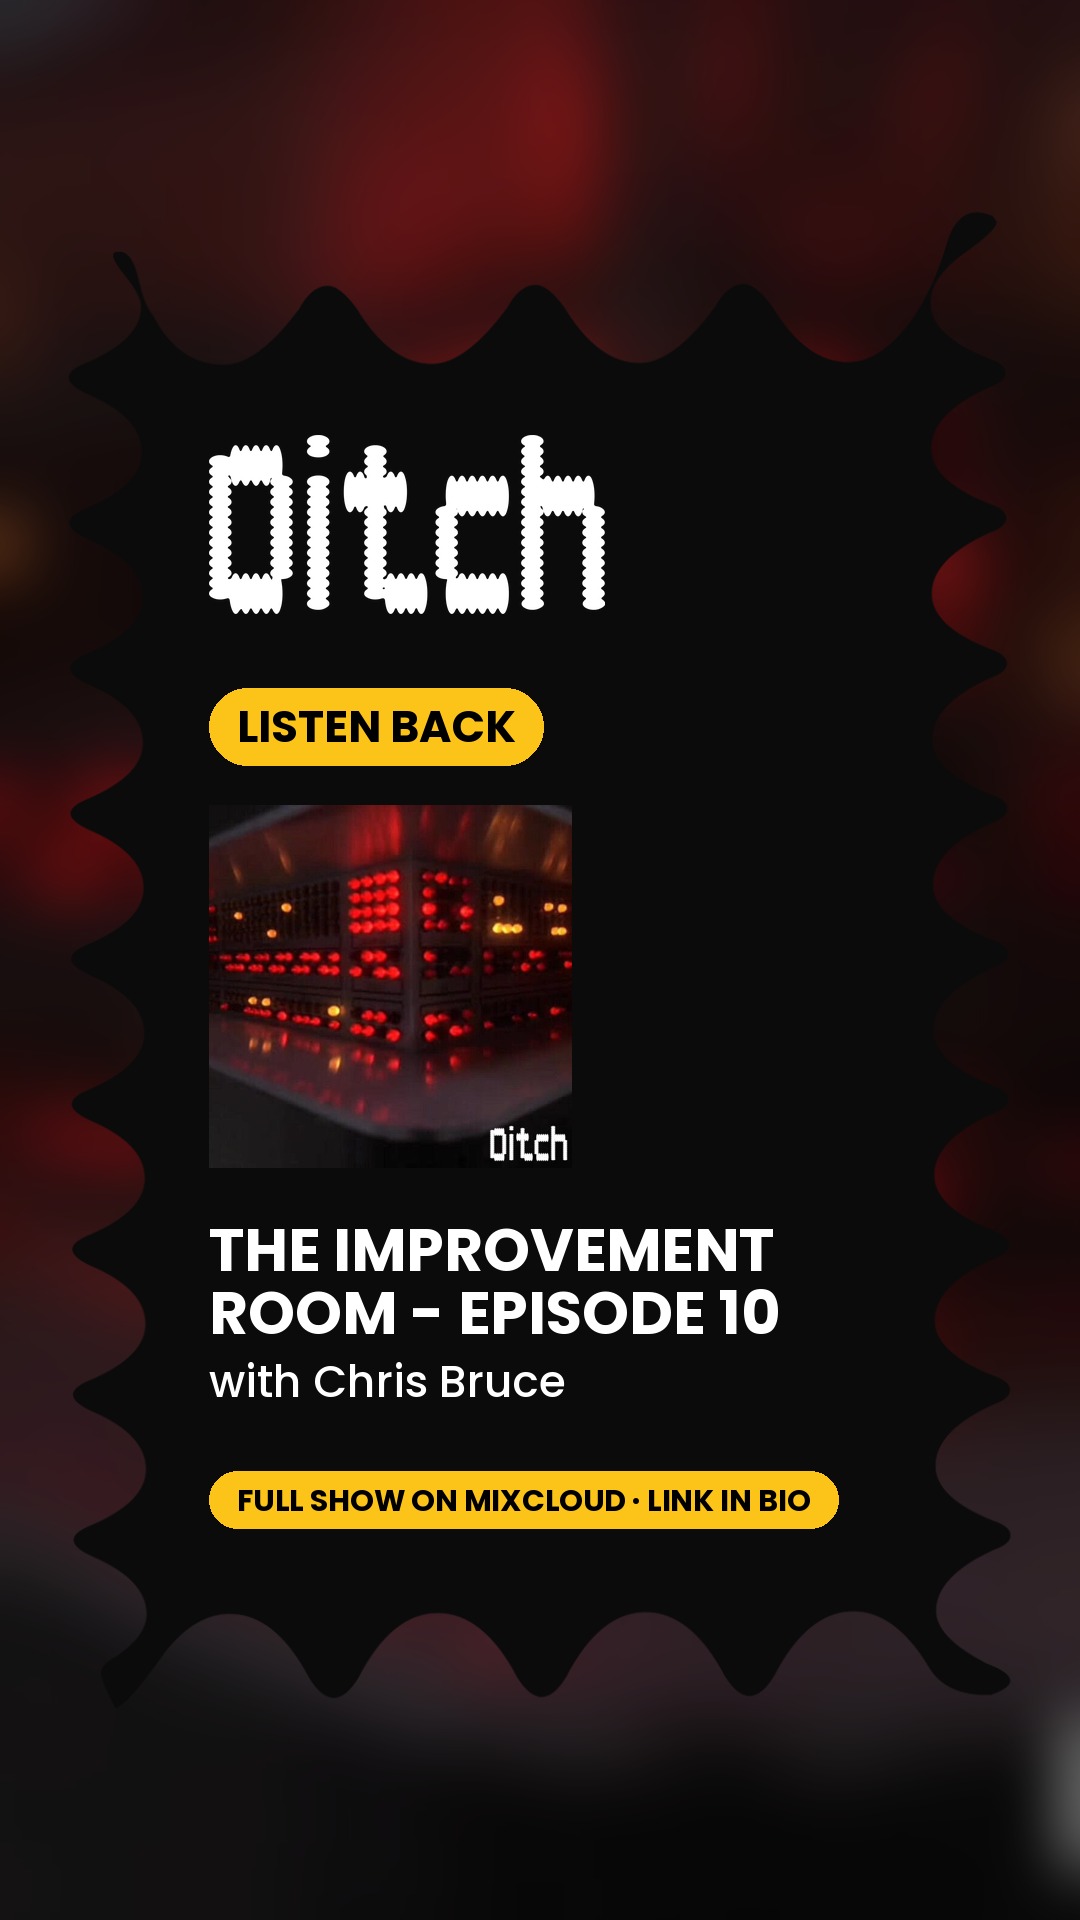 Ditch
LISTEN BACK
Ditch
THE IMPROVEMENT
ROOM - EPISODE 10
with Chris Bruce
FULL SHOW ON MIXCLOUD · LINK IN BIO